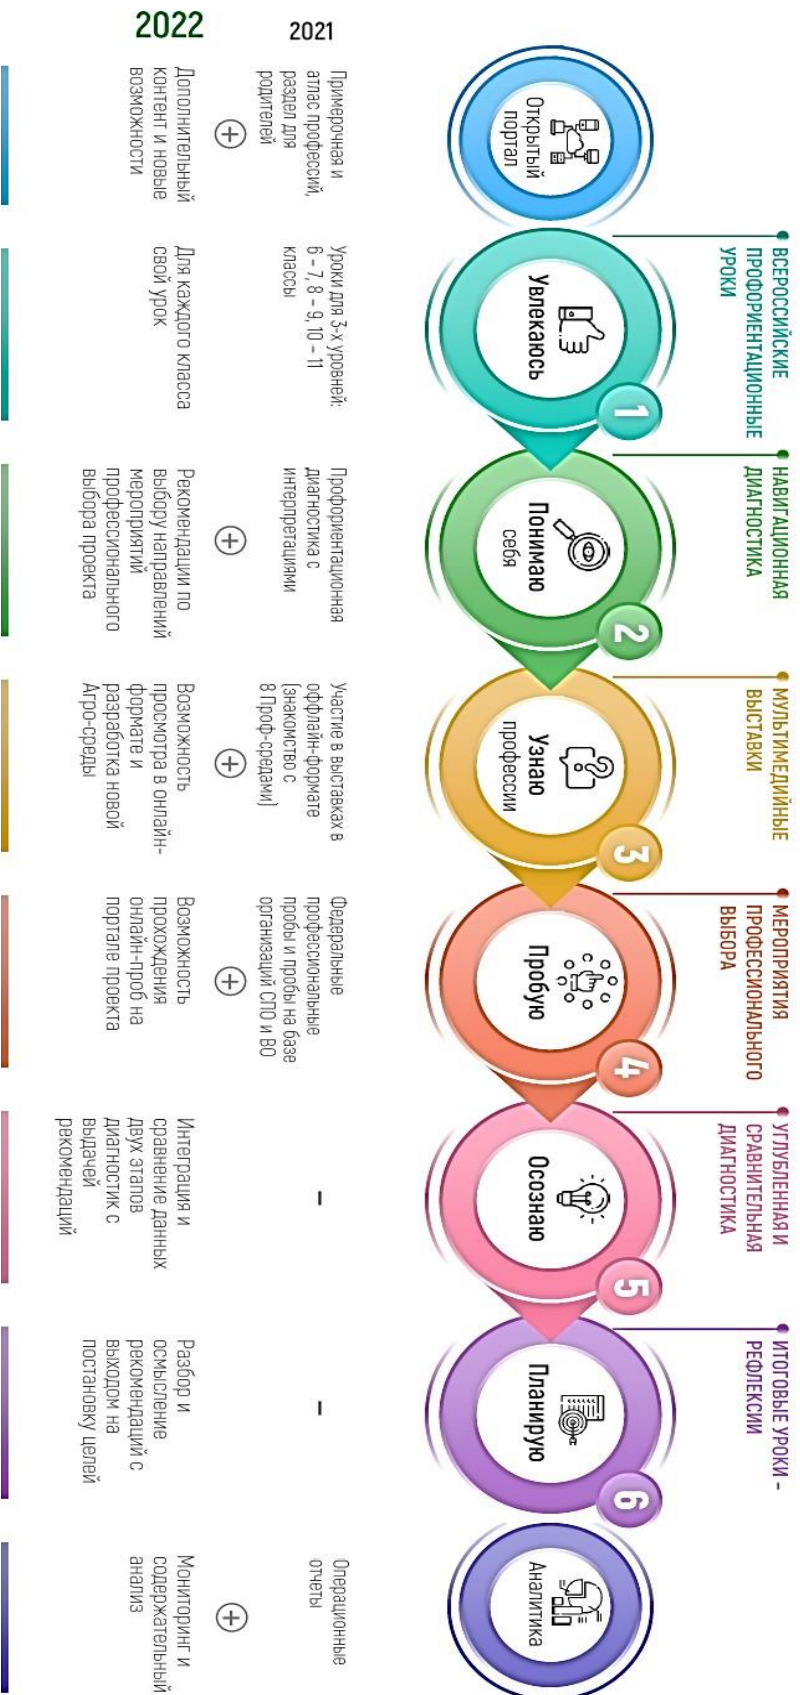 ВСЕРОССИЙСКИЕ
ПРОФОРИЕНТАЦИОННЫЕ
УРОКИ
НАВИГАЦИОННАЯ
ДИАГНОСТИКА
МУЛЬТИМЕДИЙНЫЕ
ВЫСТАВКИ
МЕРОПРИЯТИЯ
ПРОФЕССИОНАЛЬНОГО
ВЫБОРА
УГЛУБЛЕННАЯ И
СРАВНИТЕЛЬНАЯ
ДИАГНОСТИКА
ИТОГОВЫЕ УРОКИ –
РЕФЛЕКСИИ
Открытый
портал
Увлекаюсь
1
Понимаю
себя
2
Узнаю
профессии
3
Пробую
4
Осознаю
5
Планирую
6
Аналитика
2021
Примерочная и
атлас профессий,
раздел для
родителей
Уроки для 3-х уровней:
6 – 7, 8 – 9, 10 – 11
классы
Профориентационная
диагностика с
интерпретациями
Участие в выставках в
оффлайн-формате
(знакомство с
8 Проф-средами)
Федеральные
профессиональные
пробы и пробы на базе
организаций СПО и ВО
–
–
Операционные
отчеты
+
+
+
+
+
2022
Дополнительный
контент и новые
возможности
Для каждого класса
свой урок
Рекомендации по
выбору направлений
мероприятий
профессионального
выбора проекта
Возможность
просмотра в онлайн-
формате и
разработка новой
Агро-среды
Возможность
прохождения
онлайн-проб на
портале проекта
Интеграция и
сравнение данных
двух этапов
диагностик с
выдачей
рекомендаций
Разбор и
осмысление
рекомендаций с
выходом на
постановку целей
Мониторинг и
содержательный
анализ